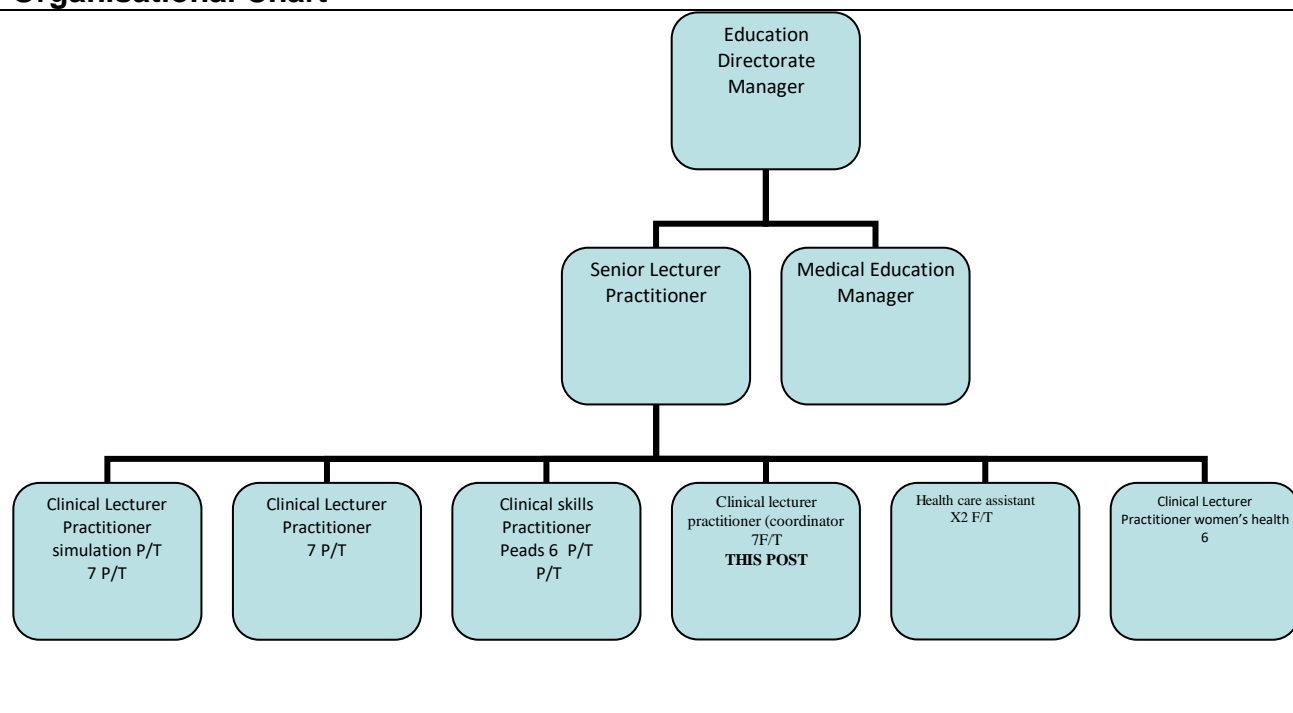 Organisational Chart
Education
Directorate
Manager
Senior Lecturer
Practitioner
Medical Education
Manager
Clinical Lecturer
Practitioner
simulation P/T
7 P/T
Clinical Lecturer
Practitioner
7 P/T
Clinical skills
Practitioner
Peads 6 P/T
P/T
Clinical lecturer
practitioner (coordinator
7F/T
THIS POST
Health care assistant
X2 F/T
Clinical Lecturer
Practitioner women's health
6